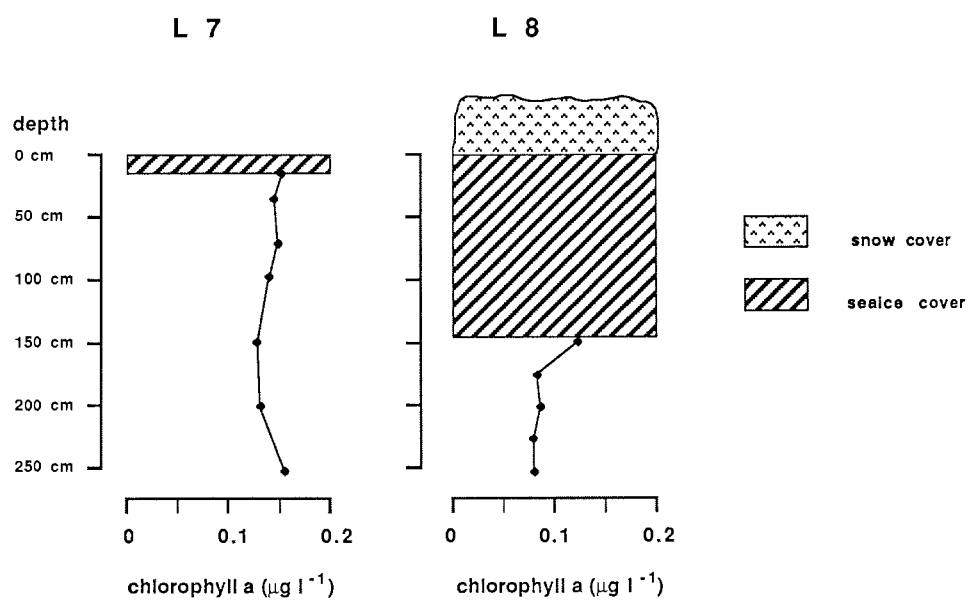 L 7
L 8
depth
0 cm
50 cm
100 cm
150 cm
200 cm
250 cm
snow cover
seaice cover
0 0.1 0.2
0 0.1 0.2
chlorophyll a (μg l⁻¹)
chlorophyll a (μg l⁻¹)